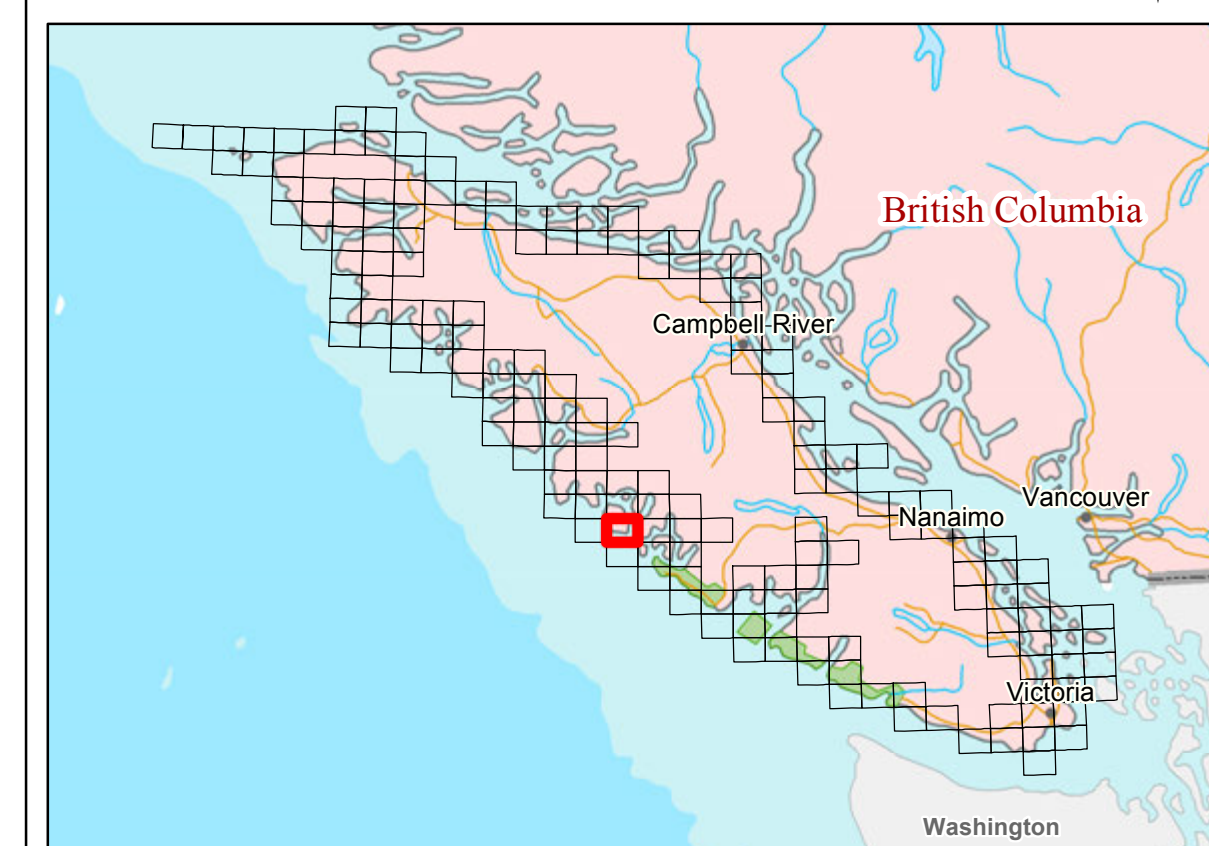 British Columbia
Campbell River
Vancouver
Nanaimo
Victoria
Washington